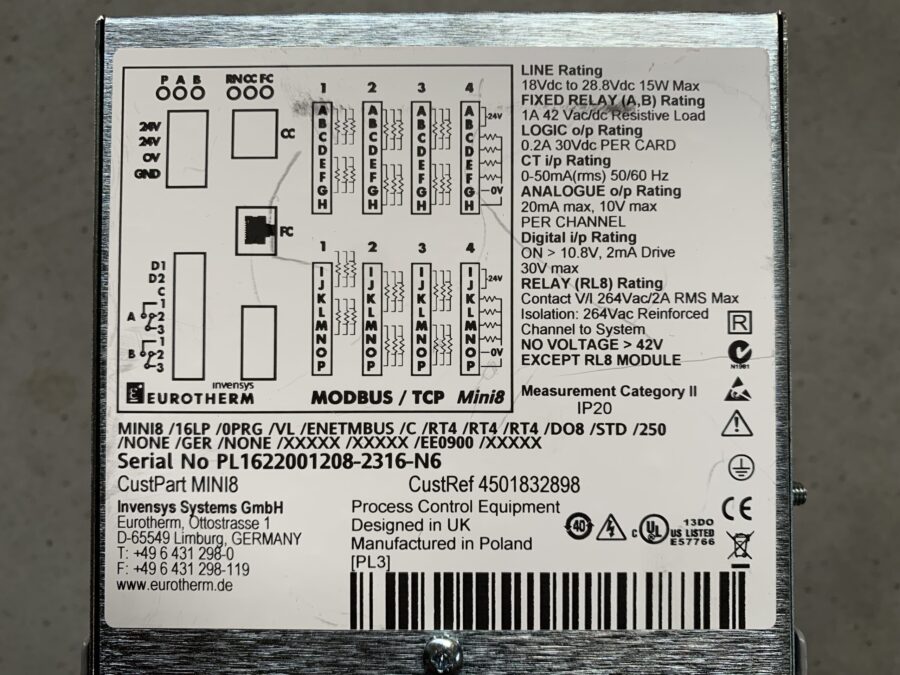 P A B
RN CC FC
24V
24V
0V
GND
CC
FC
D1
D2
C
A
1
2
3
B
1
2
3
1 2 3 4
A A A A
B B B B
C C C C
D D D D
E E E E
F F F F
G G G G
H H H H
24V
0V
1 2 3 4
I I I I
J J J J
K K K K
L L L L
M M M M
N N N N
O O O O
P P P P
24V
0V
invensys
EUROTHERM
MODBUS / TCP Mini8
LINE Rating
18Vdc to 28.8Vdc 15W Max
FIXED RELAY (A,B) Rating
1A 42 Vac/dc Resistive Load
LOGIC o/p Rating
0.2A 30Vdc PER CARD
CT i/p Rating
0-50mA(rms) 50/60 Hz
ANALOGUE o/p Rating
20mA max, 10V max
PER CHANNEL
Digital i/p Rating
ON > 10.8V, 2mA Drive
30V max
RELAY (RL8) Rating
Contact V/I 264Vac/2A RMS Max
Isolation: 264Vac Reinforced
Channel to System
NO VOLTAGE > 42V
EXCEPT RL8 MODULE
Measurement Category II
IP20
R
N1981
MINI8 /16LP /0PRG /VL /ENETMBUS /C /RT4 /RT4 /RT4 /DO8 /STD /250
/NONE /GER /NONE /XXXXX /XXXXX /EE0900 /XXXXX
Serial No PL1622001208-2316-N6
CustPart MINI8 CustRef 4501832898
Invensys Systems GmbH
Eurotherm, Ottostrasse 1
D-65549 Limburg, GERMANY
T: +49 6 431 298-0
F: +49 6 431 298-119
www.eurotherm.de
Process Control Equipment
Designed in UK
Manufactured in Poland
[PL3]
40
C UL
13DO
US LISTED
E57766
CE